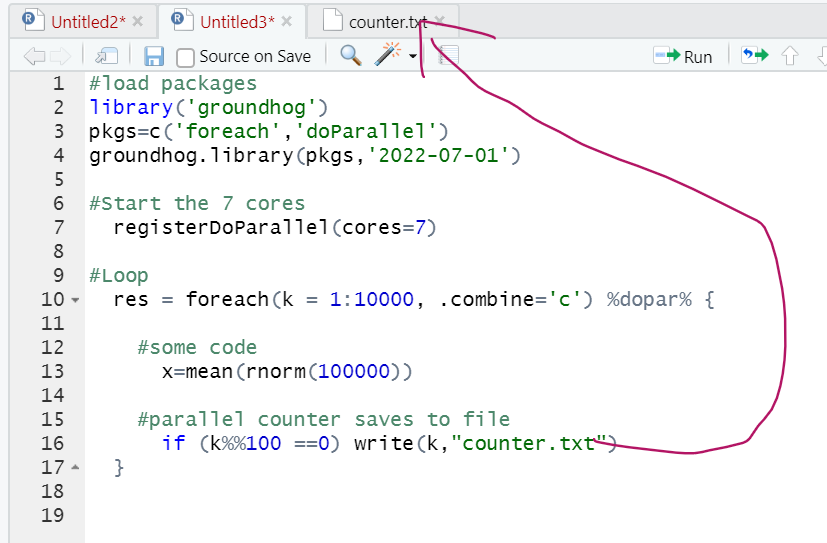 Untitled2* Untitled3* counter.txt
Source on Save Run
1 #load packages
2 library('groundhog')
3 pkgs=c('foreach','doParallel')
4 groundhog.library(pkgs,'2022-07-01')
5
6 #Start the 7 cores
7 registerDoParallel(cores=7)
8
9 #Loop
10 res = foreach(k = 1:10000, .combine='c') %dopar% {
11
12 #some code
13 x=mean(rnorm(100000))
14
15 #parallel counter saves to file
16 if (k%%100 ==0) write(k,"counter.txt")
17 }
18
19